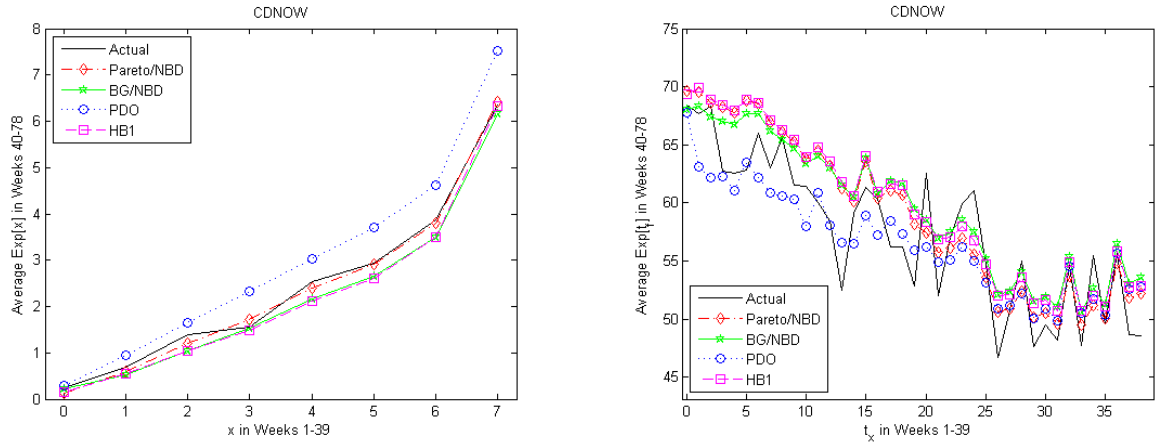 CDNOW
8
7
6
5
4
3
2
1
0
Average Exp[x] in Weeks 40-78
Actual
Pareto/NBD
BG/NBD
PDO
HB1
0 1 2 3 4 5 6 7
x in Weeks 1-39
CDNOW
75
70
65
60
55
50
45
Average Exp[t_l] in Weeks 40-78
Actual
Pareto/NBD
BG/NBD
PDO
HB1
0 5 10 15 20 25 30 35
t_x in Weeks 1-39